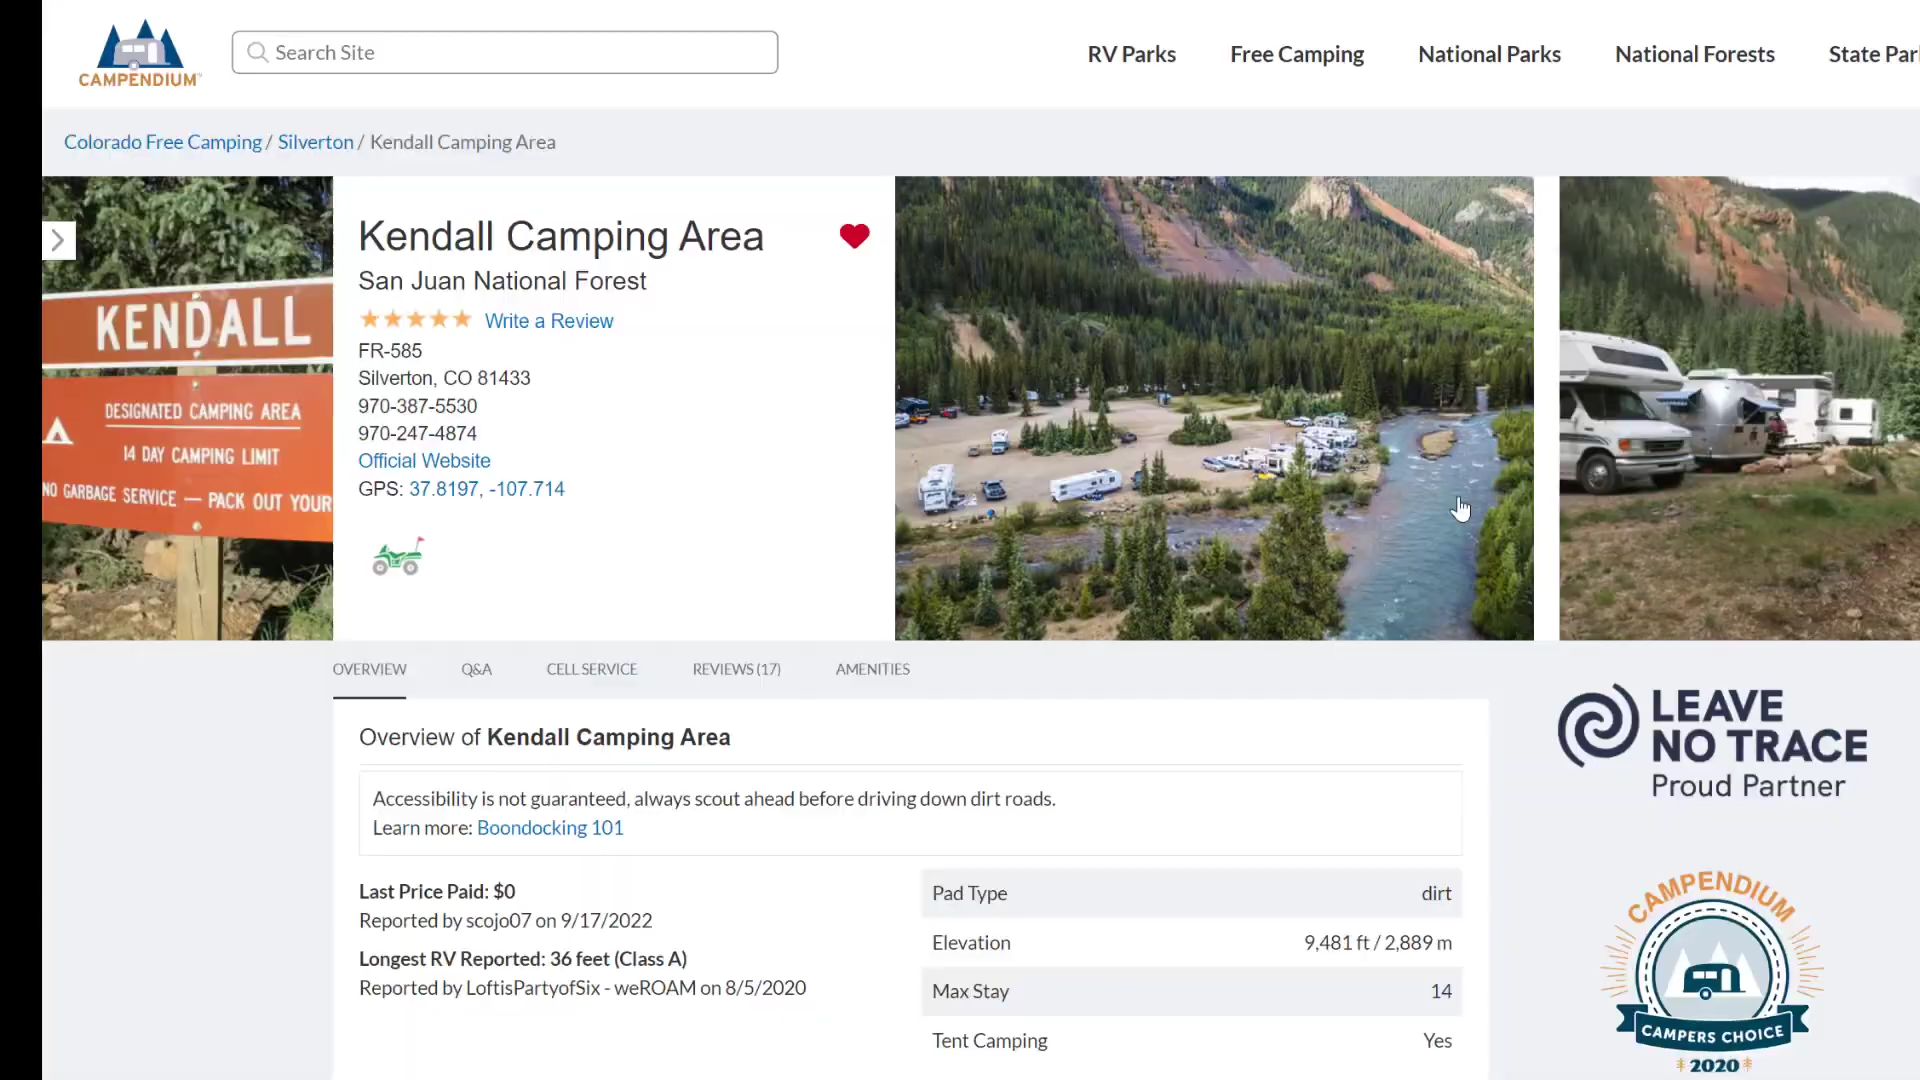 CAMPENDIUM
Search Site
RV Parks
Free Camping
National Parks
National Forests
State Par
Colorado Free Camping / Silverton / Kendall Camping Area
KENDALL
DESIGNATED CAMPING AREA
14 DAY CAMPING LIMIT
NO GARBAGE SERVICE — PACK OUT YOUR
Kendall Camping Area
San Juan National Forest
Write a Review
FR-585
Silverton, CO 81433
970-387-5530
970-247-4874
Official Website
GPS: 37.8197, -107.714
OVERVIEW
Q&A
CELL SERVICE
REVIEWS (17)
AMENITIES
Overview of Kendall Camping Area
Accessibility is not guaranteed, always scout ahead before driving down dirt roads.
Learn more: Boondocking 101
Last Price Paid: $0
Reported by scojo07 on 9/17/2022
Longest RV Reported: 36 feet (Class A)
Reported by LoftisPartyofSix - weROAM on 8/5/2020
Pad Type dirt
Elevation 9,481 ft / 2,889 m
Max Stay 14
Tent Camping Yes
LEAVE
NO TRACE
Proud Partner
CAMPENDIUM
CAMPERS CHOICE
2020